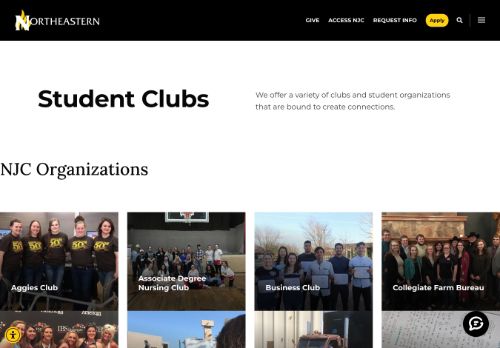 NORTHEASTERN
GIVE ACCESS NJC REQUEST INFO Apply
Student Clubs
We offer a variety of clubs and student organizations
that are bound to create connections.
NJC Organizations
Aggies Club
Associate Degree
Nursing Club
Business Club
Collegiate Farm Bureau